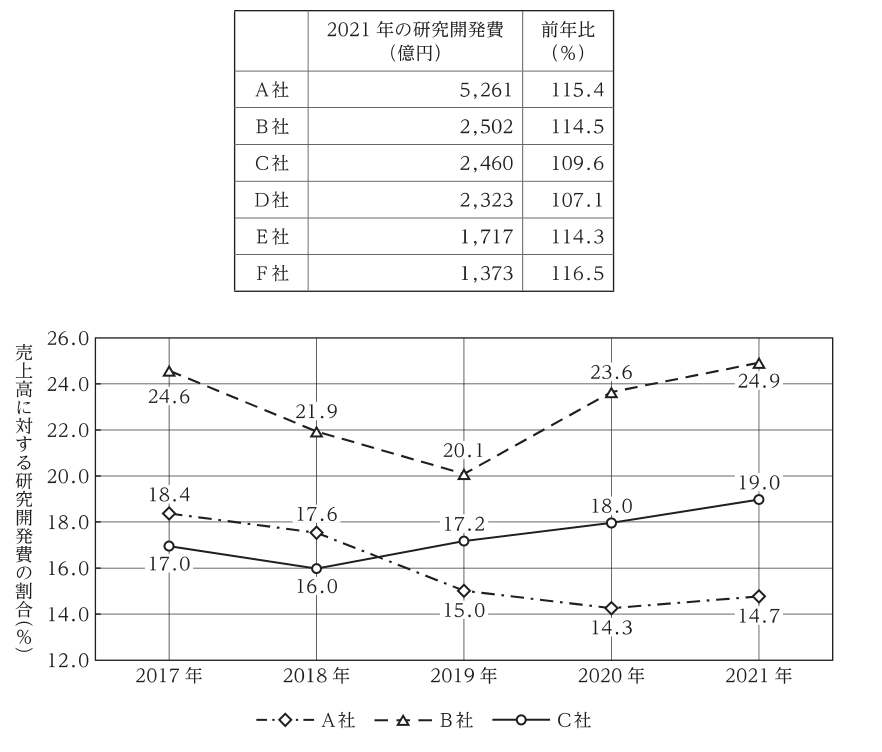 2021 年の研究開発費
(億円)
前年比
(%)
A社 5,261 115.4
B社 2,502 114.5
C社 2,460 109.6
D社 2,323 107.1
E社 1,717 114.3
F社 1,373 116.5
売上高に対する研究開発費の割合(%)
26.0
24.0
22.0
20.0
18.0
16.0
14.0
12.0
24.6 21.9 20.1 23.6 24.9
18.4 17.6 15.0 14.3 14.7
17.0 16.0 17.2 18.0 19.0
2017 年 2018 年 2019 年 2020 年 2021 年
A社 B社 C社